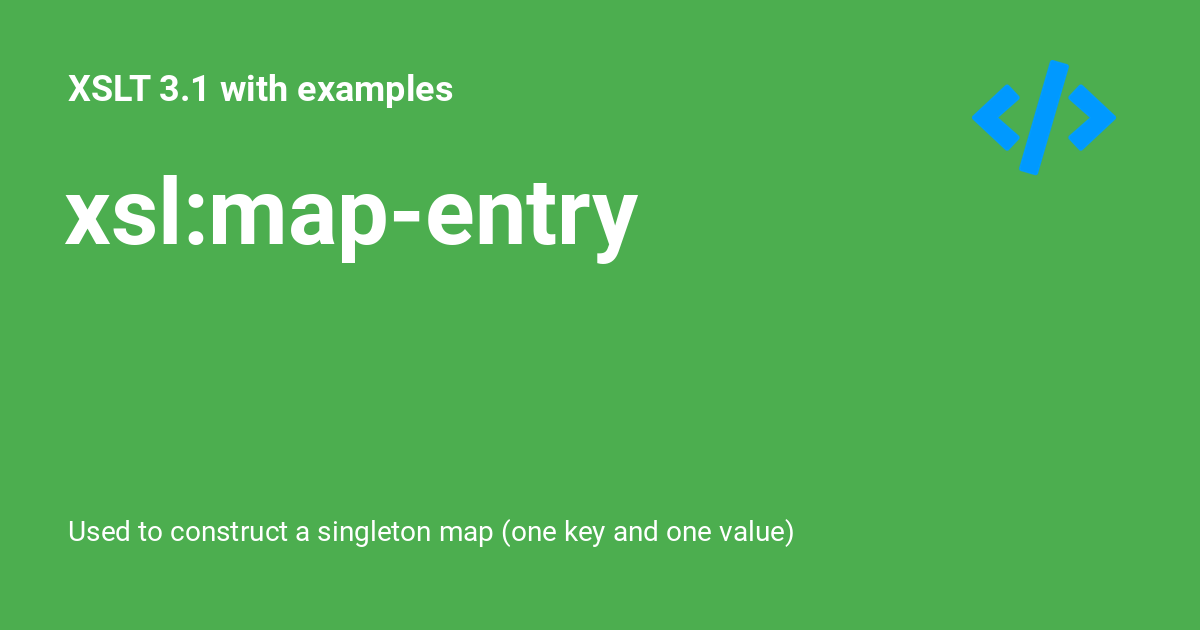 XSLT 3.1 with examples
xsl:map-entry
Used to construct a singleton map (one key and one value)